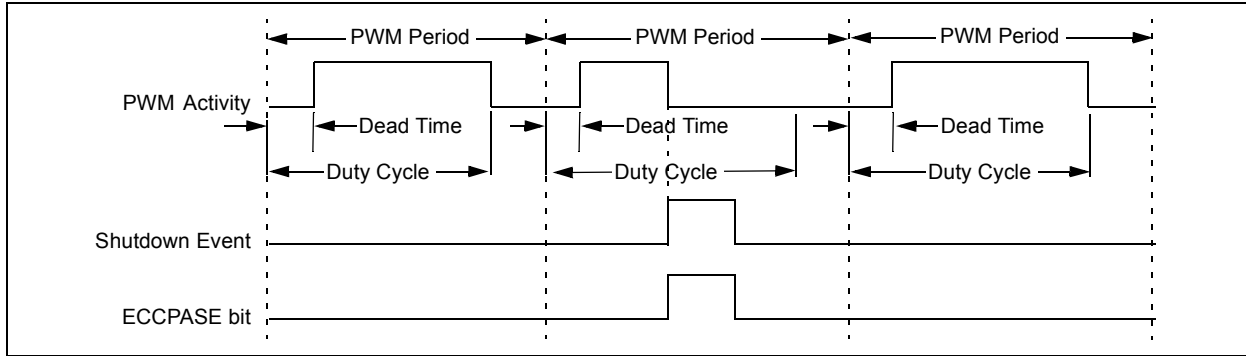 PWM Period PWM Period PWM Period
PWM Activity
Dead Time Dead Time Dead Time
Duty Cycle Duty Cycle Duty Cycle
Shutdown Event
ECCPASE bit